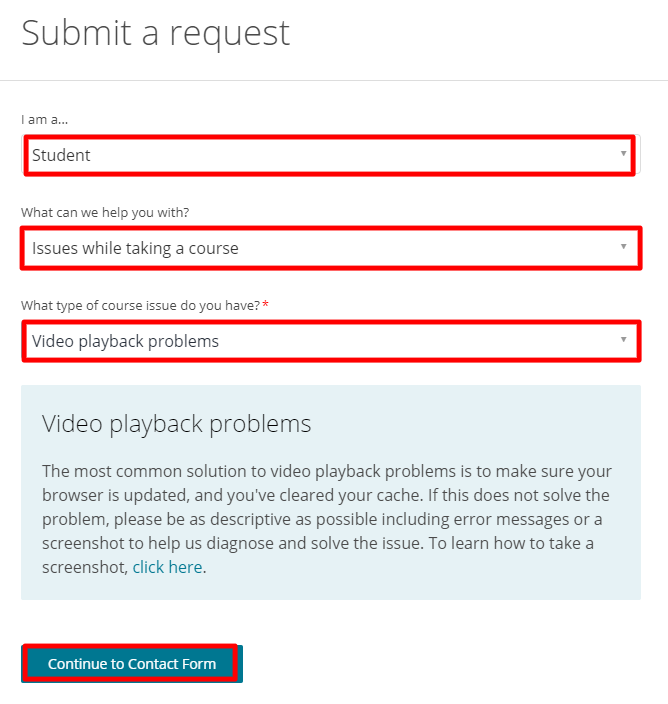 Submit a request
I am a...
Student
What can we help you with?
Issues while taking a course
What type of course issue do you have?*
Video playback problems
Video playback problems
The most common solution to video playback problems is to make sure your
browser is updated, and you've cleared your cache. If this does not solve the
problem, please be as descriptive as possible including error messages or a
screenshot to help us diagnose and solve the issue. To learn how to take a
screenshot, click here.
Continue to Contact Form